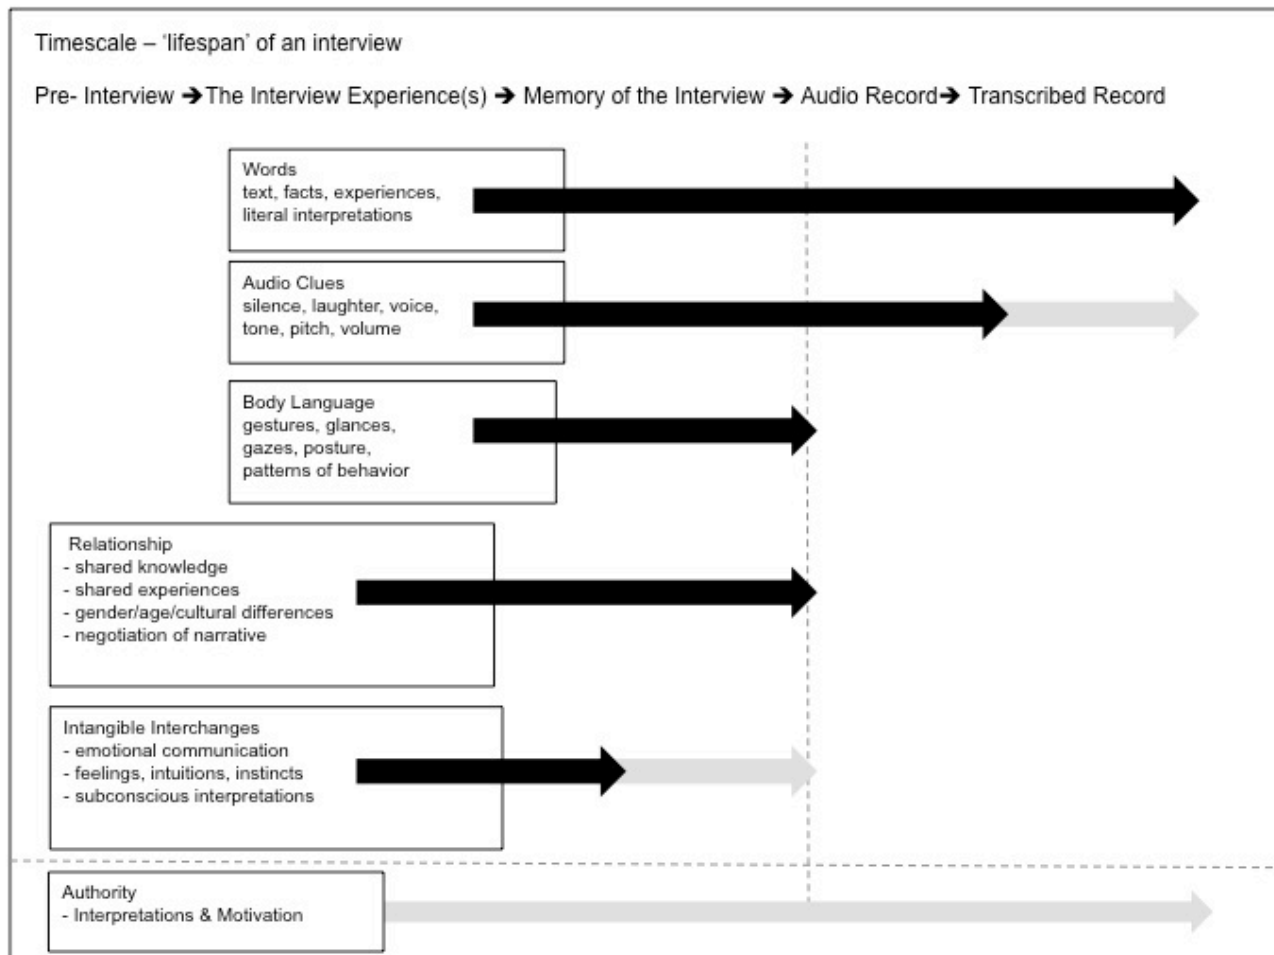 Timescale – ‘lifespan’ of an interview
Pre- Interview ➔The Interview Experience(s) ➔ Memory of the Interview ➔ Audio Record➔ Transcribed Record
Words
text, facts, experiences,
literal interpretations
Audio Clues
silence, laughter, voice,
tone, pitch, volume
Body Language
gestures, glances,
gazes, posture,
patterns of behavior
Relationship
- shared knowledge
- shared experiences
- gender/age/cultural differences
- negotiation of narrative
Intangible Interchanges
- emotional communication
- feelings, intuitions, instincts
- subconscious interpretations
Authority
- Interpretations & Motivation